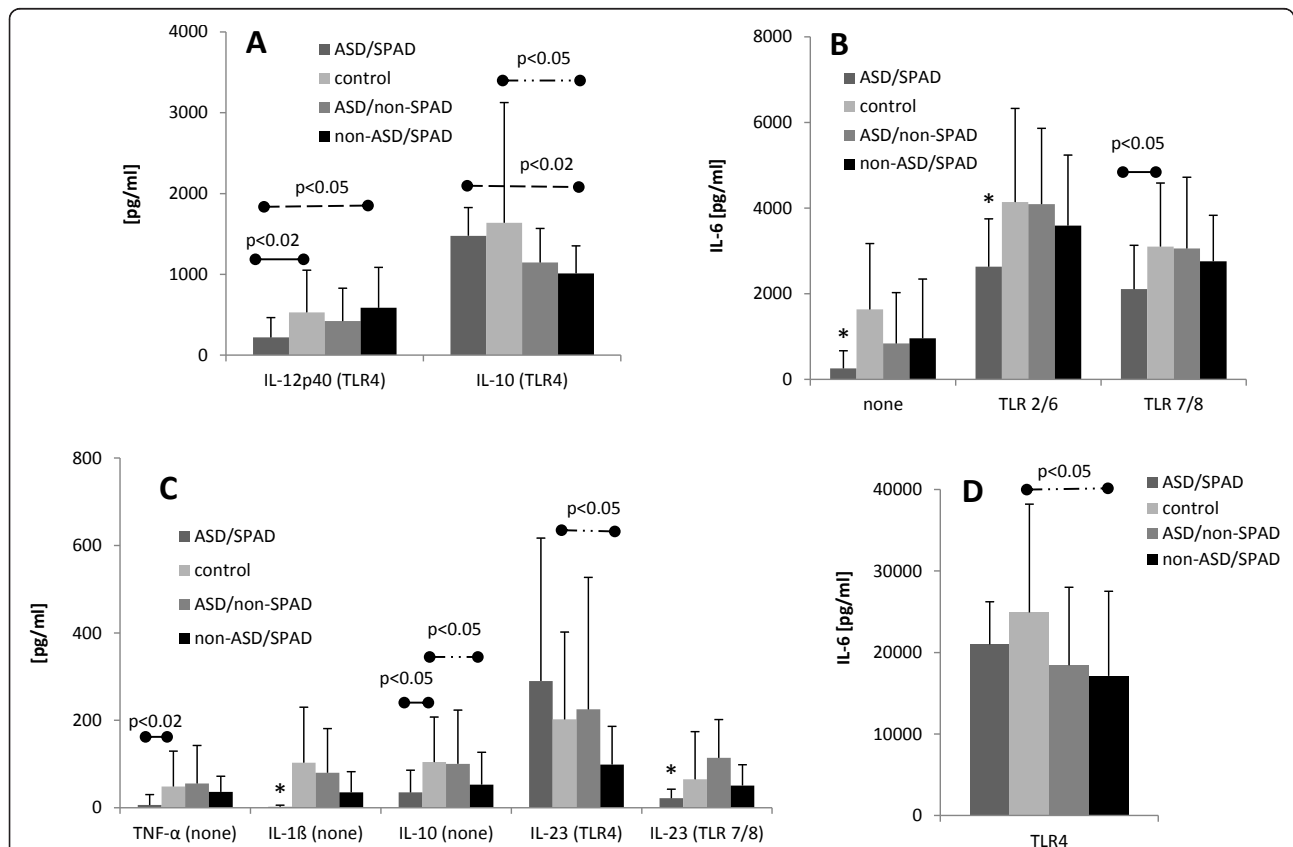 A
ASD/SPAD
control
ASD/non-SPAD
non-ASD/SPAD
[pg/ml]
4000
3000
2000
1000
0
p<0.05
p<0.02
p<0.05
p<0.02
IL-12p40 (TLR4)
IL-10 (TLR4)
B
ASD/SPAD
control
ASD/non-SPAD
non-ASD/SPAD
IL-6 [pg/ml]
8000
6000
4000
2000
0
p<0.05
*
*
none
TLR 2/6
TLR 7/8
C
ASD/SPAD
control
ASD/non-SPAD
non-ASD/SPAD
[pg/ml]
800
600
400
200
0
p<0.05
p<0.05
p<0.05
p<0.02
*
*
TNF-α (none)
IL-1ß (none)
IL-10 (none)
IL-23 (TLR4)
IL-23 (TLR 7/8)
D
ASD/SPAD
control
ASD/non-SPAD
non-ASD/SPAD
p<0.05
IL-6 [pg/ml]
40000
30000
20000
10000
0
TLR4